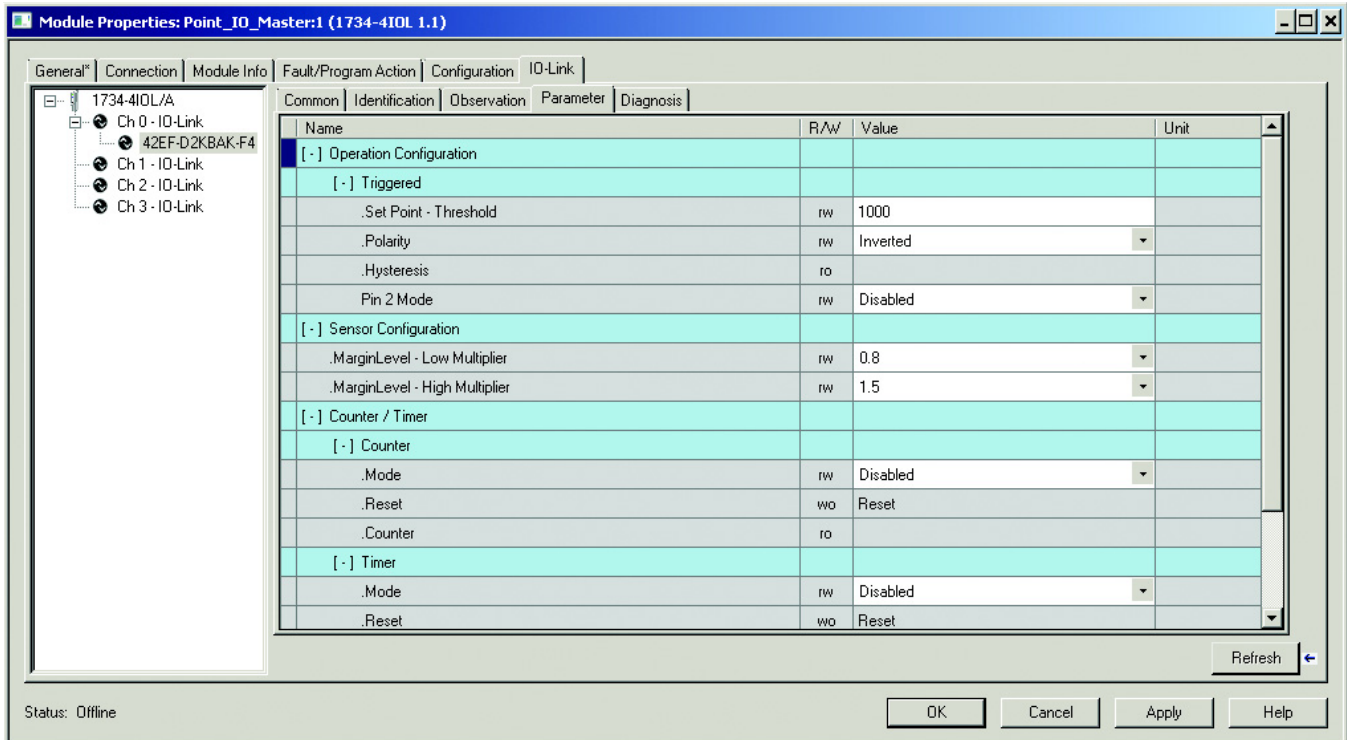 Module Properties: Point_IO_Master:1 (1734-4IOL 1.1)
General* Connection Module Info Fault/Program Action Configuration IO-Link
1734-4IOL/A
Ch 0 - IO-Link
42EF-D2KBAK-F4
Ch 1 - IO-Link
Ch 2 - IO-Link
Ch 3 - IO-Link
Common Identification Observation Parameter Diagnosis
Name R/W Value Unit
[-] Operation Configuration
[-] Triggered
.Set Point - Threshold rw 1000
.Polarity rw Inverted
.Hysteresis ro
Pin 2 Mode rw Disabled
[-] Sensor Configuration
.MarginLevel - Low Multiplier rw 0.8
.MarginLevel - High Multiplier rw 1.5
[-] Counter / Timer
[-] Counter
.Mode rw Disabled
.Reset wo Reset
.Counter ro
[-] Timer
.Mode rw Disabled
.Reset wo Reset
Refresh
Status: Offline
OK Cancel Apply Help